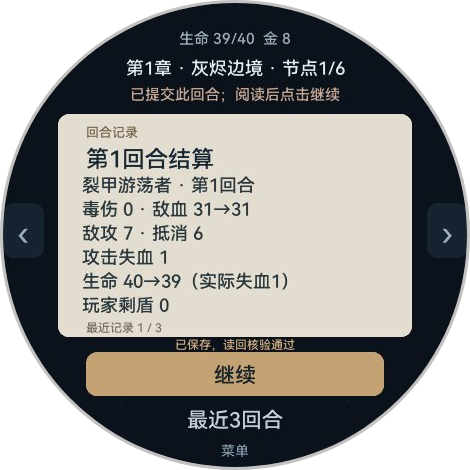 生命 39/40 金 8
第1章 · 灰烬边境 · 节点1/6
已提交此回合；阅读后点击继续
回合记录
第1回合结算
裂甲游荡者 · 第1回合
毒伤 0 · 敌血 31→31
敌攻 7 · 抵消 6
攻击失血 1
生命 40→39（实际失血1）
玩家剩盾 0
最近记录 1 / 3
已保存，读回核验通过
‹
›
继续
最近3回合
菜单